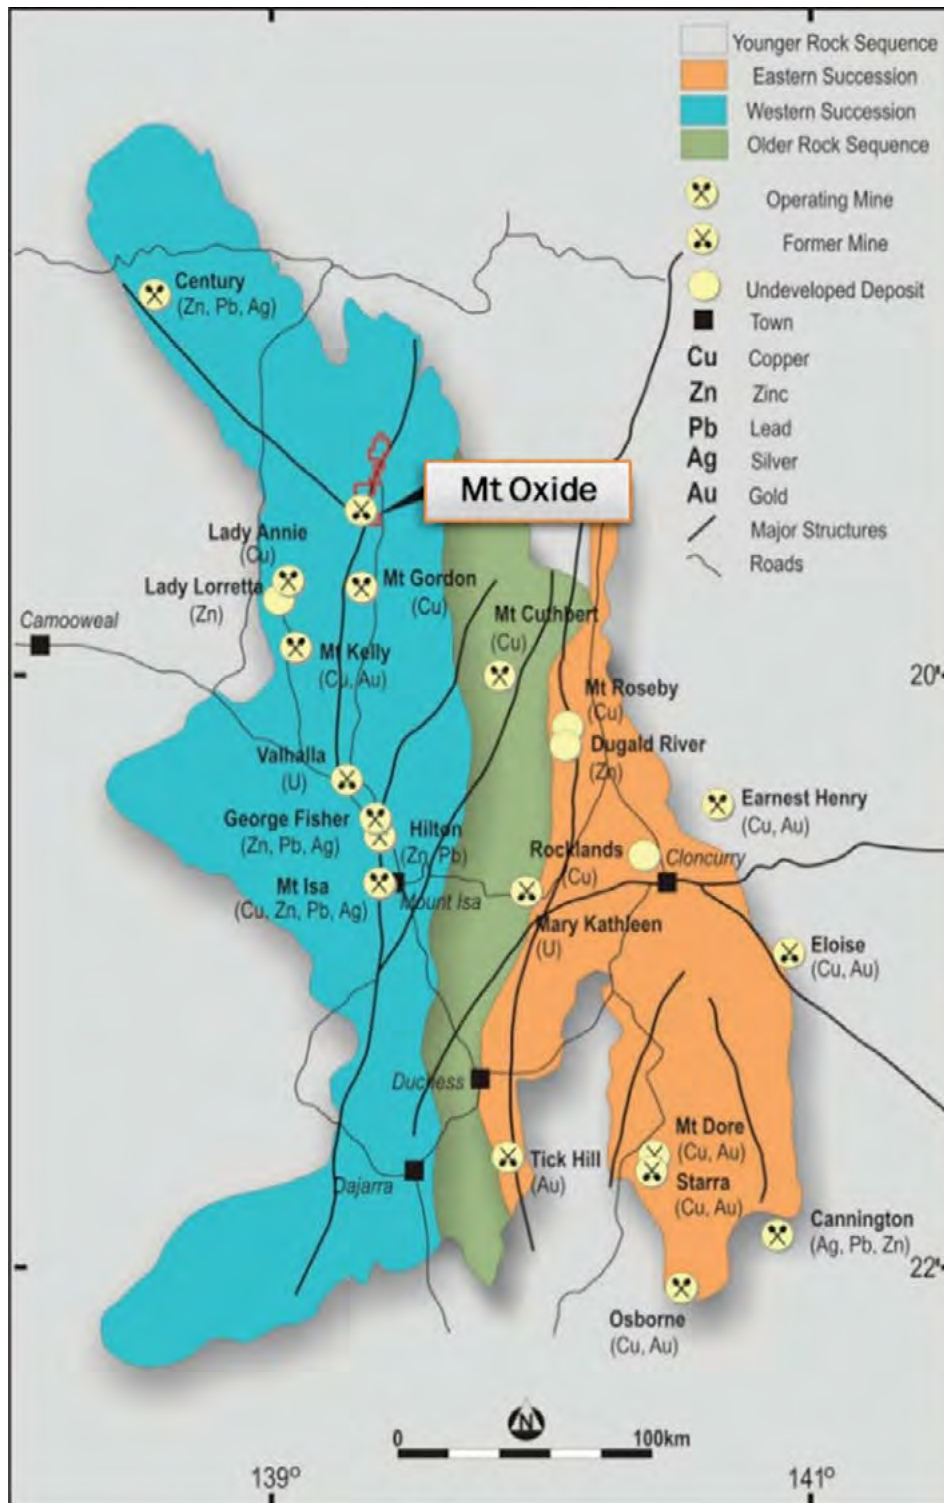 Younger Rock Sequence
Eastern Succession
Western Succession
Older Rock Sequence
Operating Mine
Former Mine
Undeveloped Deposit
Town
Cu Copper
Zn Zinc
Pb Lead
Ag Silver
Au Gold
Major Structures
Roads
Century
(Zn, Pb, Ag)
Mt Oxide
Lady Annie
(Cu)
Lady Lorretta
(Zn)
Mt Gordon
(Cu)
Mt Cuthbert
(Cu)
Camooweal
Mt Kelly
(Cu, Au)
20°
Mt Roseby
(Cu)
Dugald River
(Zn)
Valhalla
(U)
George Fisher
(Zn, Pb, Ag)
Hilton
(Zn, Pb)
Earnest Henry
(Cu, Au)
Rocklands
(Cu)
Cloncurry
Mt Isa
(Cu, Zn, Pb, Ag)
Mount Isa
Mary Kathleen
(U)
Eloise
(Cu, Au)
Duchess
Dajarra
Tick Hill
(Au)
Mt Dore
(Cu, Au)
Starra
(Cu, Au)
Cannington
(Ag, Pb, Zn)
22°
Osborne
(Cu, Au)
N
0 100km
139° 141°